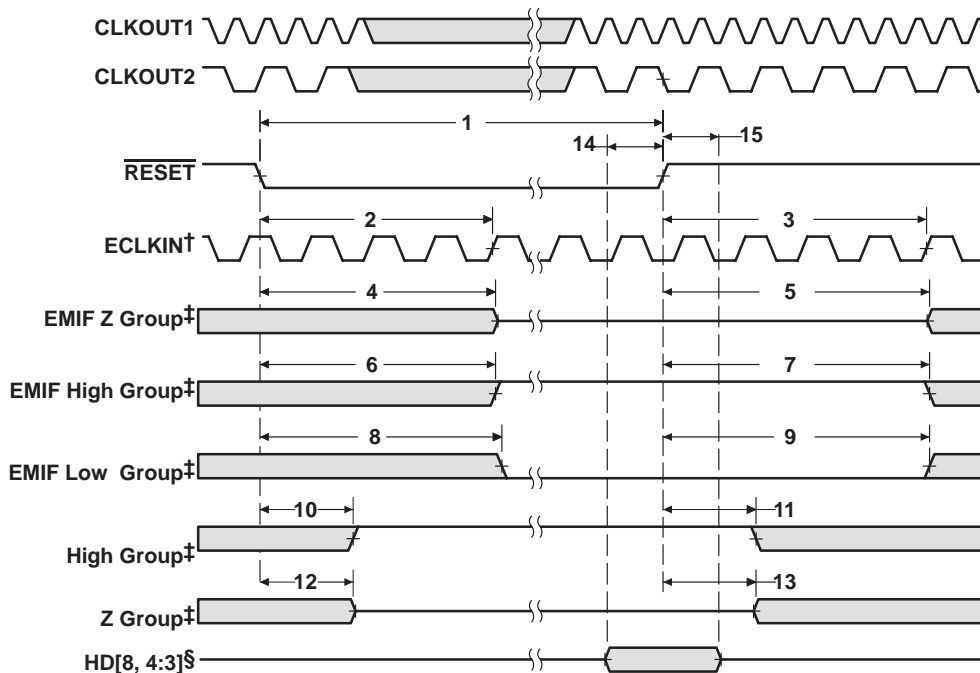 CLKOUT1
CLKOUT2
1
14
15
RESET
2
3
ECLKIN†
4
5
EMIF Z Group‡
6
7
EMIF High Group‡
8
9
EMIF Low Group‡
10
11
High Group‡
12
13
Z Group‡
HD[8, 4:3]§